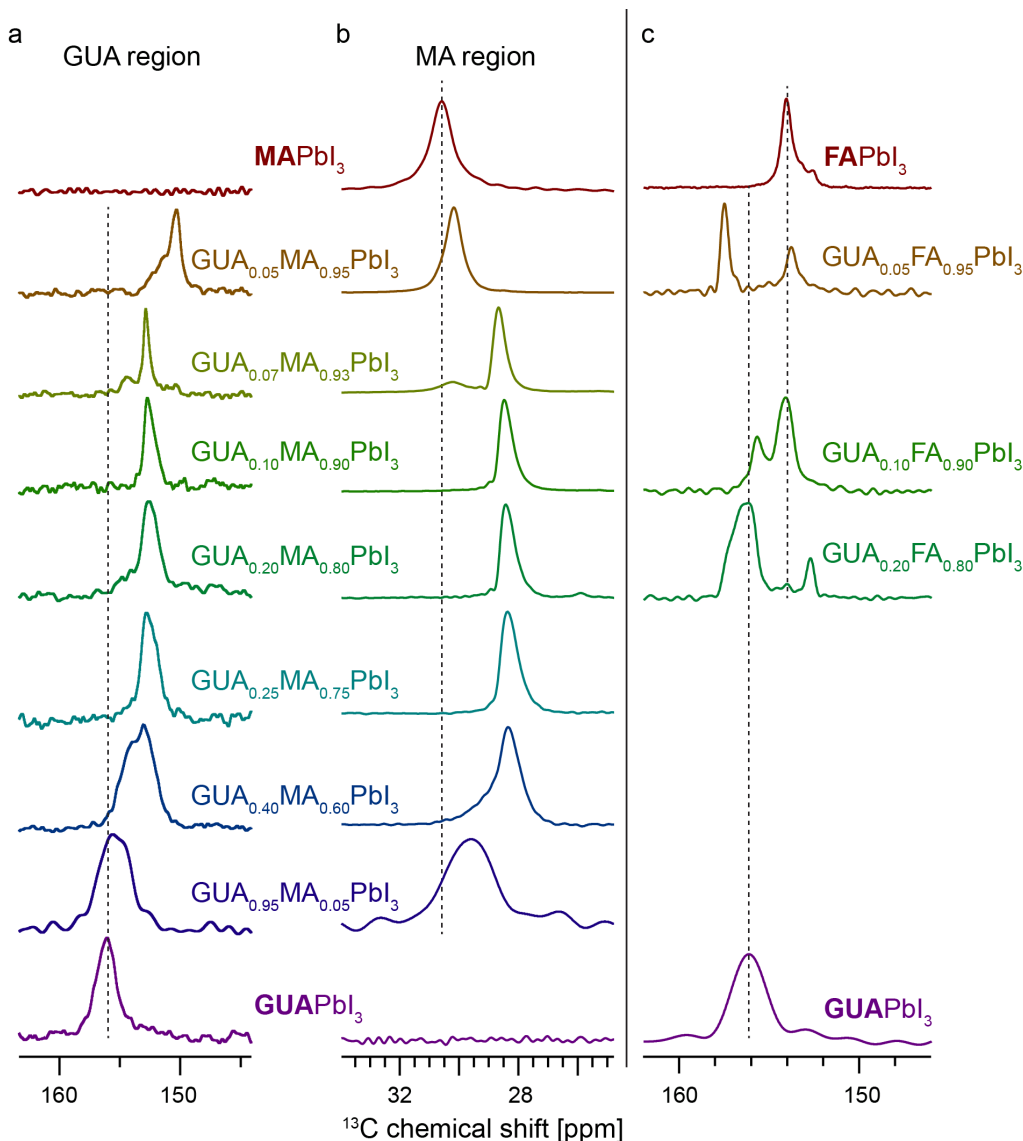 a
b
c
GUA region
MA region
MAPbI₃
FAPbI₃
GUA₀.₀₅MA₀.₉₅PbI₃
GUA₀.₀₅FA₀.₉₅PbI₃
GUA₀.₀₇MA₀.₉₃PbI₃
GUA₀.₁₀MA₀.₉₀PbI₃
GUA₀.₁₀FA₀.₉₀PbI₃
GUA₀.₂₀MA₀.₈₀PbI₃
GUA₀.₂₀FA₀.₈₀PbI₃
GUA₀.₂₅MA₀.₇₅PbI₃
GUA₀.₄₀MA₀.₆₀PbI₃
GUA₀.₉₅MA₀.₀₅PbI₃
GUAPbI₃
GUAPbI₃
160 150
32 28
160 150
¹³C chemical shift [ppm]